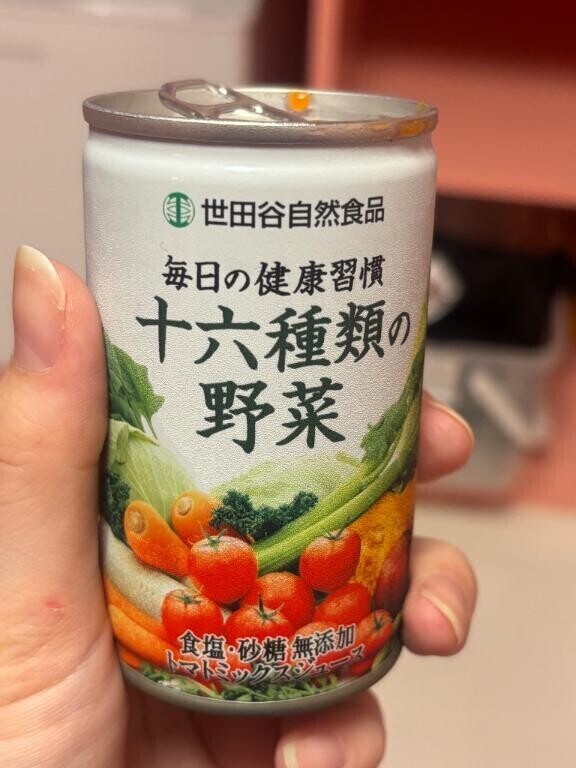 世田谷自然食品
毎日の健康習慣
十六種類の
野菜
食塩・砂糖 無添加
トマトミックスジュース